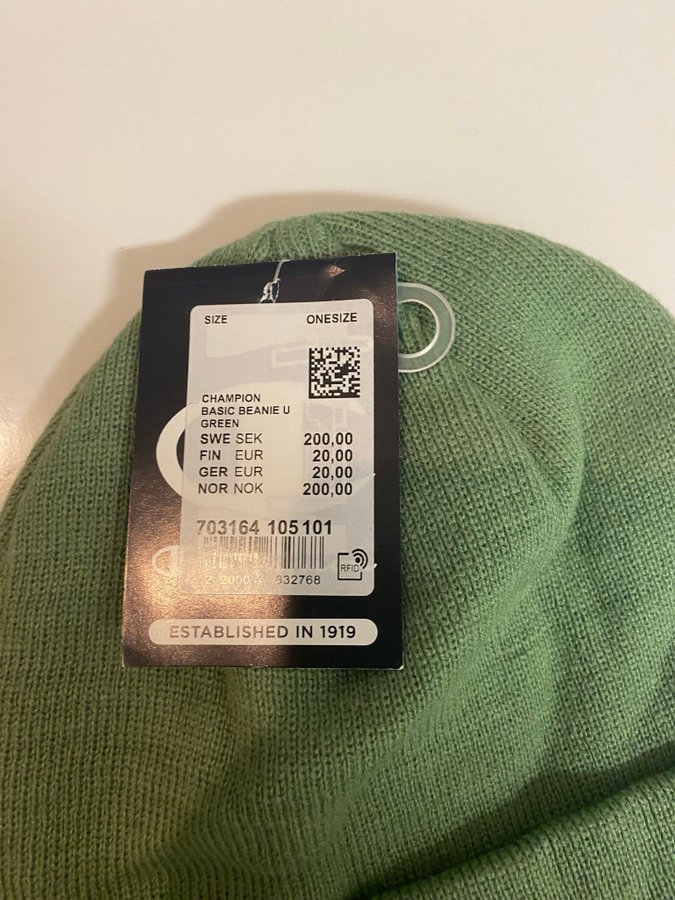 SIZE ONESIZE
CHAMPION
BASIC BEANIE U
GREEN
SWE SEK 200,00
FIN EUR 20,00
GER EUR 20,00
NOR NOK 200,00
703164 105101
RFID
832768
ESTABLISHED IN 1919